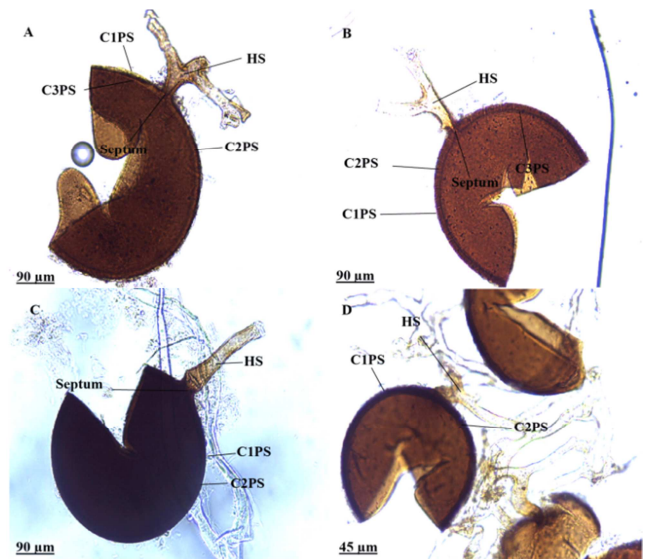 A
C1PS
HS
C3PS
Septum
C2PS
90 µm
B
HS
C2PS
Septum
C3PS
C1PS
90 µm
C
HS
Septum
C1PS
C2PS
90 µm
D
HS
C1PS
C2PS
45 µm